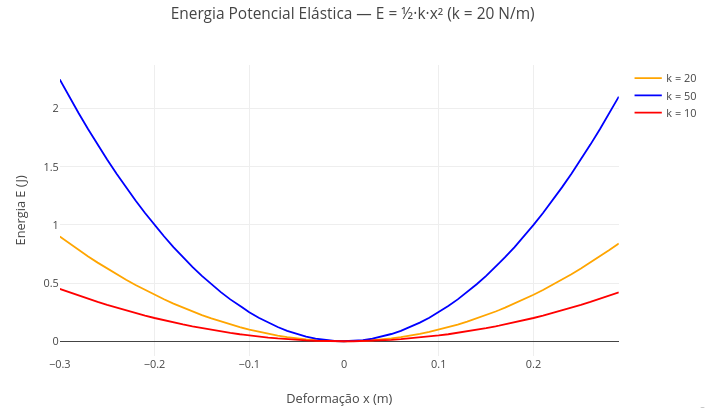 Energia Potencial Elástica — E = ½·k·x² (k = 20 N/m)
k = 20
k = 50
k = 10
2
1.5
1
0.5
0
Energia E (J)
−0.3 −0.2 −0.1 0 0.1 0.2
Deformação x (m)